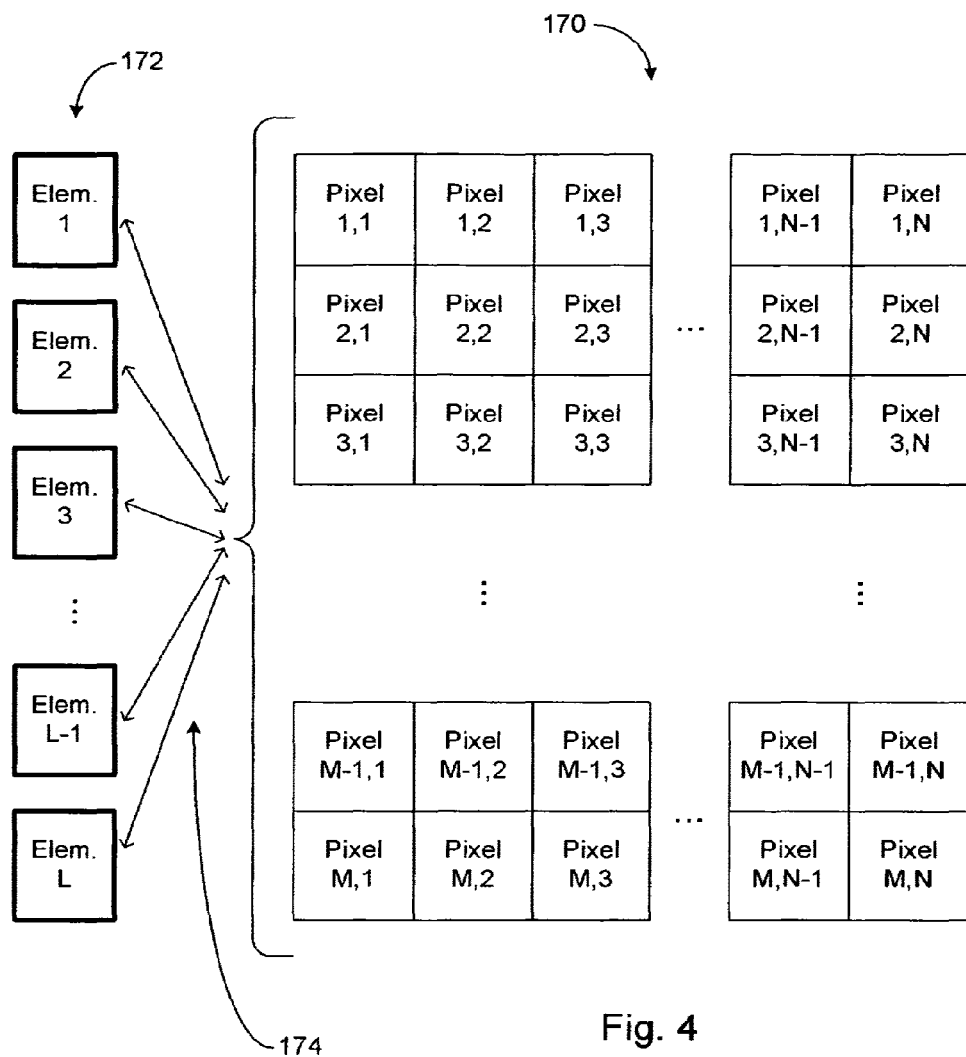 170
172
Elem.
1
Elem.
2
Elem.
3
⋮
Elem.
L-1
Elem.
L
Pixel Pixel Pixel Pixel Pixel
1,1 1,2 1,3 1,N-1 1,N
Pixel Pixel Pixel Pixel Pixel
2,1 2,2 2,3 ... 2,N-1 2,N
Pixel Pixel Pixel Pixel Pixel
3,1 3,2 3,3 3,N-1 3,N
⋮ ⋮
Pixel Pixel Pixel Pixel Pixel
M-1,1 M-1,2 M-1,3 M-1,N-1 M-1,N
...
Pixel Pixel Pixel Pixel Pixel
M,1 M,2 M,3 M,N-1 M,N
174
Fig. 4